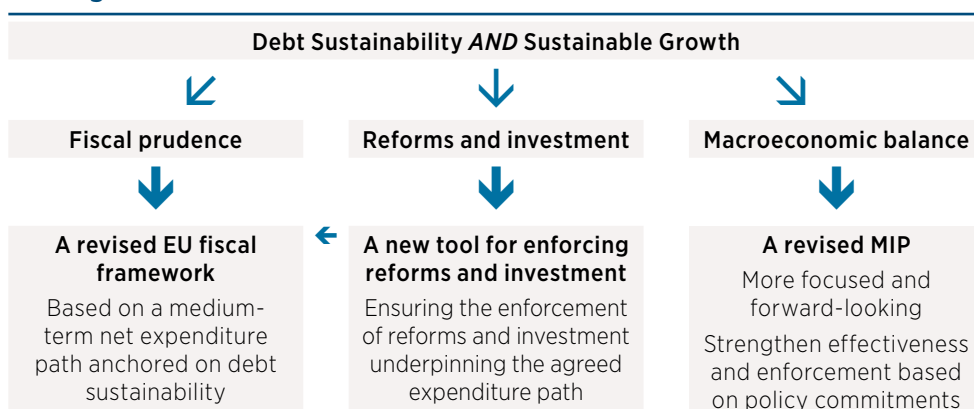 Debt Sustainability AND Sustainable Growth
Fiscal prudence
Reforms and investment
Macroeconomic balance
A revised EU fiscal
framework
Based on a medium-
term net expenditure
path anchored on debt
sustainability
A new tool for enforcing
reforms and investment
Ensuring the enforcement
of reforms and investment
underpinning the agreed
expenditure path
A revised MIP
More focused and
forward-looking
Strengthen effectiveness
and enforcement based
on policy commitments